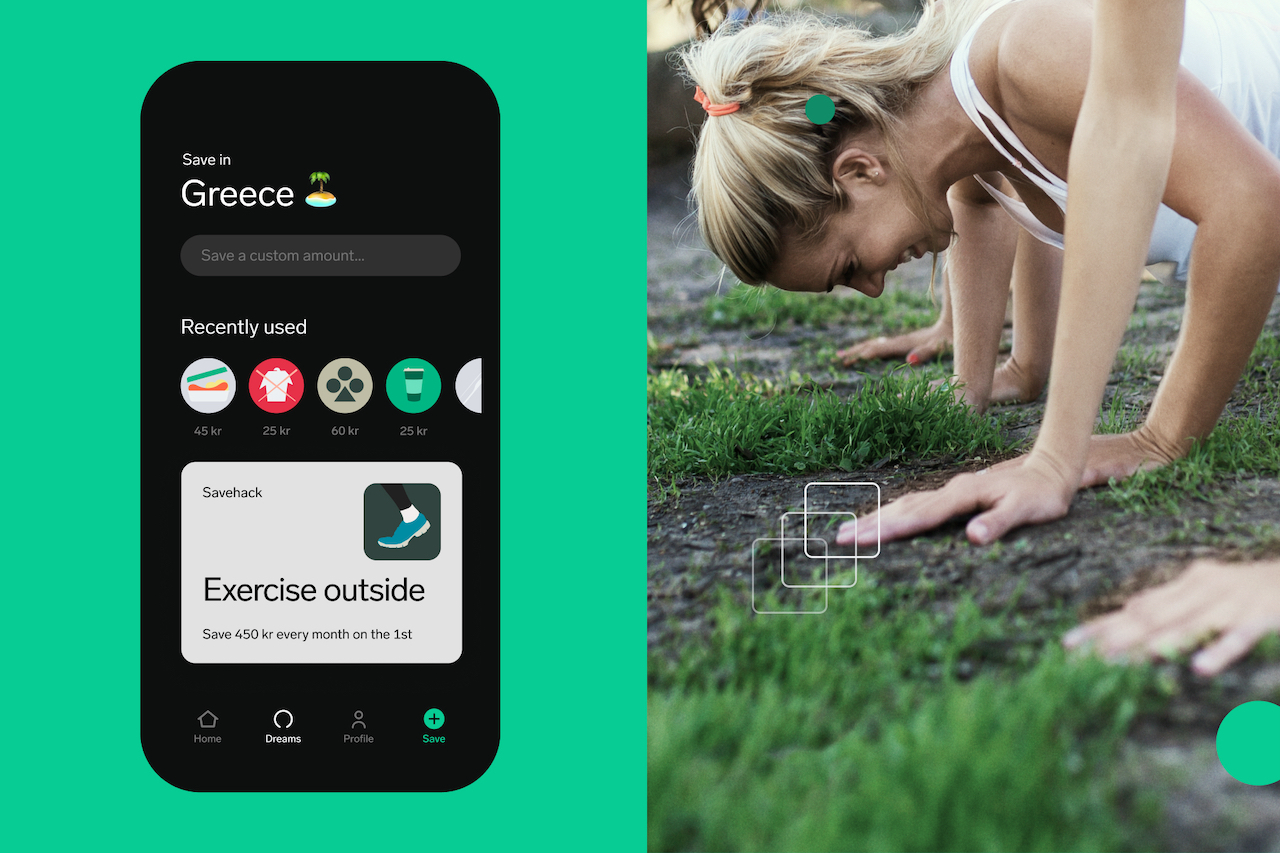 Save in
Greece 🏝️
Save a custom amount...
Recently used
45 kr
25 kr
60 kr
25 kr
Savehack
Exercise outside
Save 450 kr every month on the 1st
Home
Dreams
Profile
Save